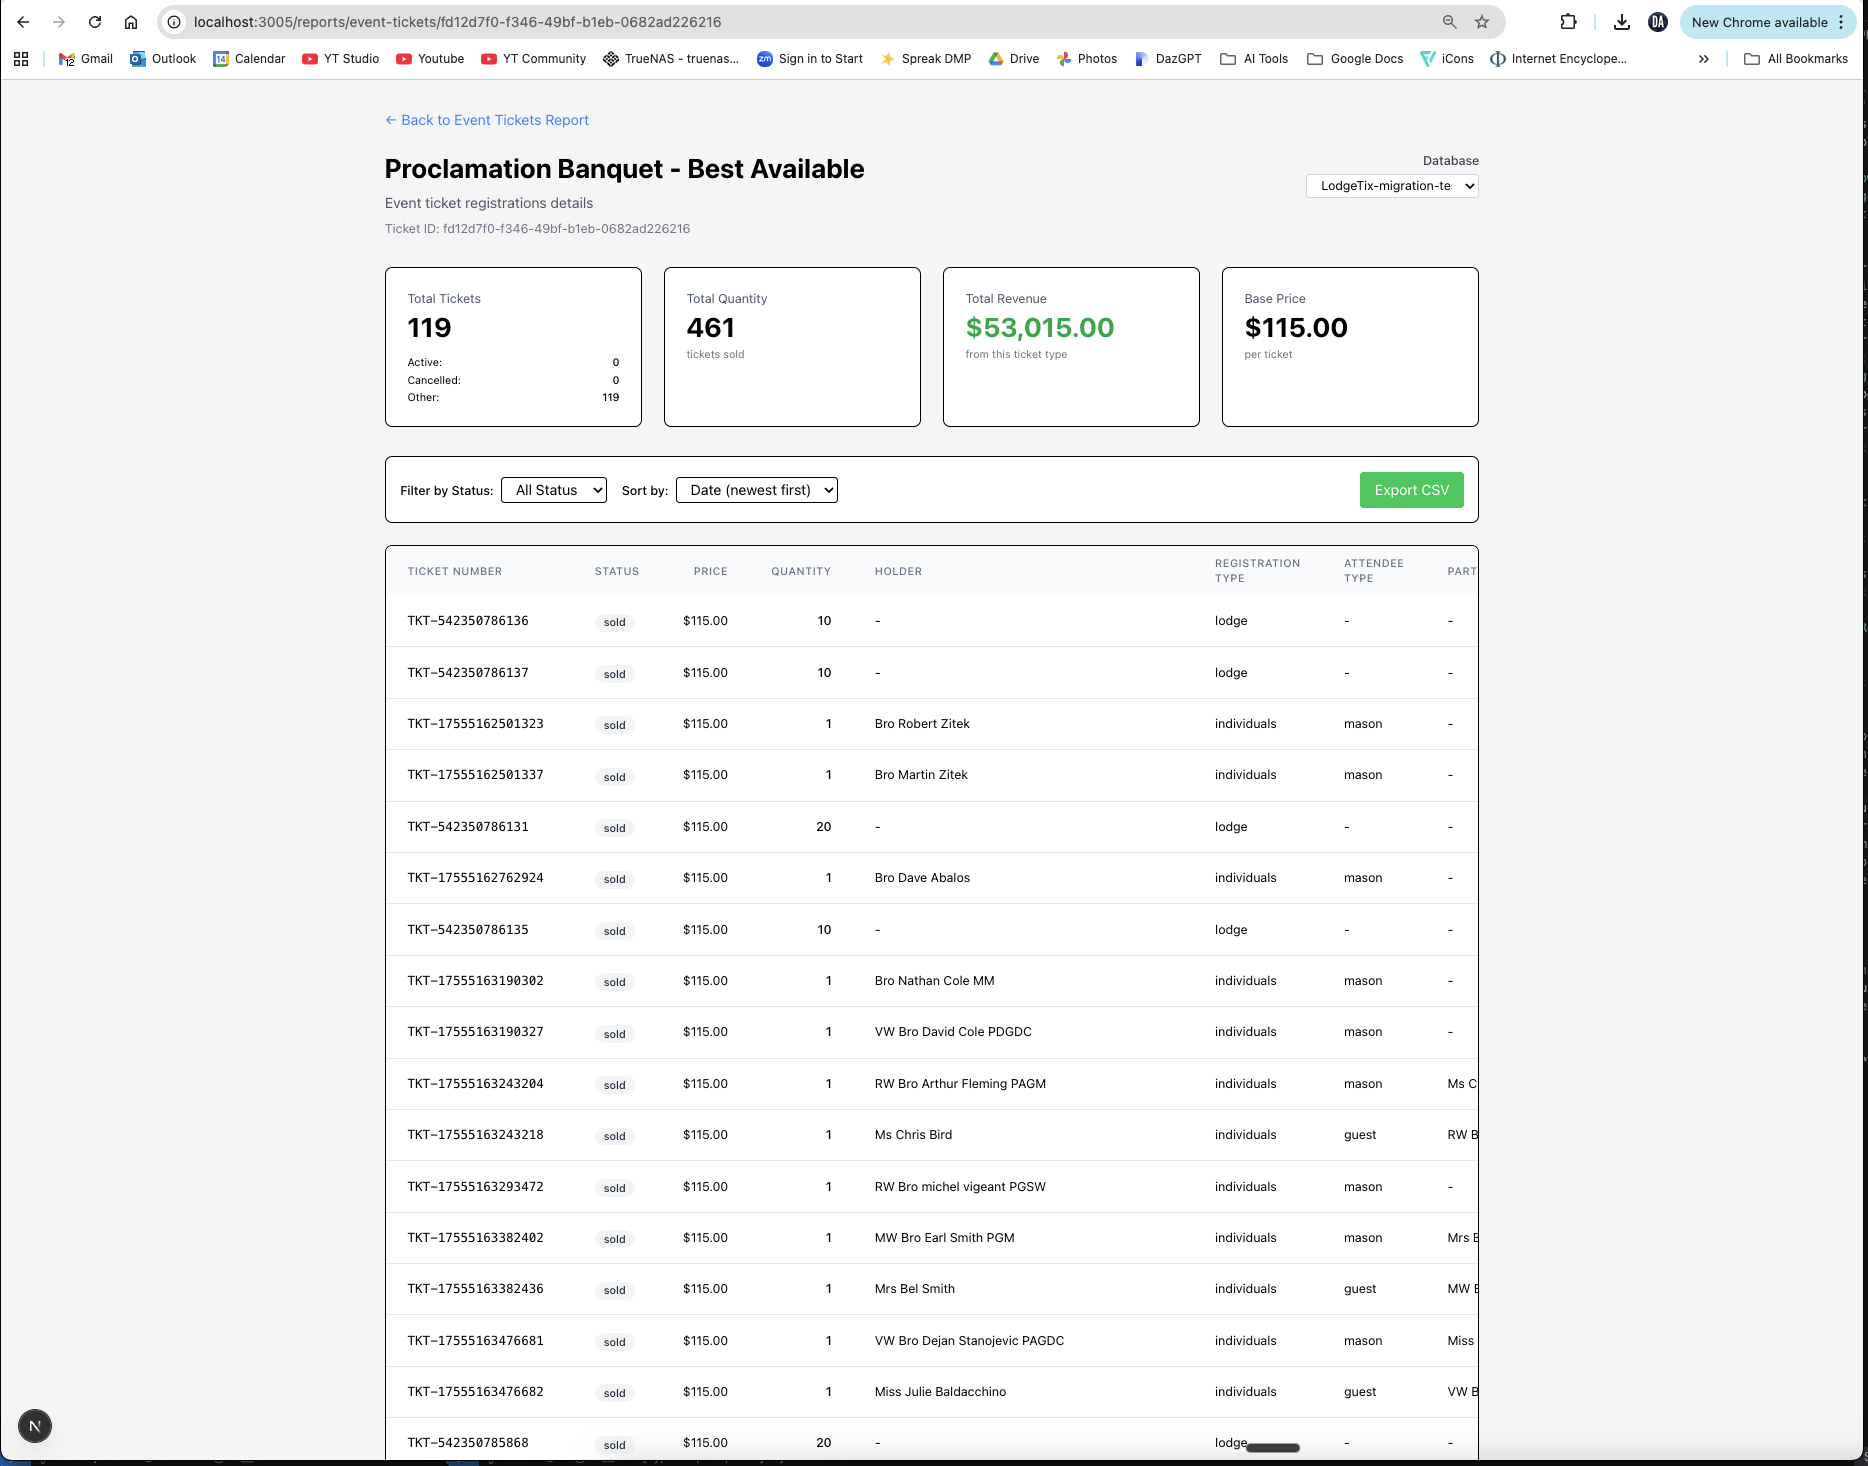 localhost:3005/reports/event-tickets/fd12d7f0-f346-49bf-b1eb-0682ad226216
DA
New Chrome available
12 Gmail
Outlook
14 Calendar
YT Studio
Youtube
YT Community
TrueNAS - truenas...
zm Sign in to Start
Spreak DMP
Drive
Photos
DazGPT
AI Tools
Google Docs
iCons
Internet Encyclope...
All Bookmarks
← Back to Event Tickets Report
Proclamation Banquet - Best Available
Event ticket registrations details
Ticket ID: fd12d7f0-f346-49bf-b1eb-0682ad226216
Database
LodgeTix-migration-te
Total Tickets
119
Active: 0
Cancelled: 0
Other: 119
Total Quantity
461
tickets sold
Total Revenue
$53,015.00
from this ticket type
Base Price
$115.00
per ticket
Filter by Status: All Status Sort by: Date (newest first) Export CSV
TICKET NUMBER STATUS PRICE QUANTITY HOLDER REGISTRATION TYPE ATTENDEE TYPE PART
TKT-542350786136 sold $115.00 10 - lodge - -
TKT-542350786137 sold $115.00 10 - lodge - -
TKT-17555162501323 sold $115.00 1 Bro Robert Zitek individuals mason -
TKT-17555162501337 sold $115.00 1 Bro Martin Zitek individuals mason -
TKT-542350786131 sold $115.00 20 - lodge - -
TKT-17555162762924 sold $115.00 1 Bro Dave Abalos individuals mason -
TKT-542350786135 sold $115.00 10 - lodge - -
TKT-17555163190302 sold $115.00 1 Bro Nathan Cole MM individuals mason -
TKT-17555163190327 sold $115.00 1 VW Bro David Cole PDGDC individuals mason -
TKT-17555163243204 sold $115.00 1 RW Bro Arthur Fleming PAGM individuals mason Ms C
TKT-17555163243218 sold $115.00 1 Ms Chris Bird individuals guest RW B
TKT-17555163293472 sold $115.00 1 RW Bro michel vigeant PGSW individuals mason -
TKT-17555163382402 sold $115.00 1 MW Bro Earl Smith PGM individuals mason Mrs B
TKT-17555163382436 sold $115.00 1 Mrs Bel Smith individuals guest MW B
TKT-17555163476681 sold $115.00 1 VW Bro Dejan Stanojevic PAGDC individuals mason Miss
TKT-17555163476682 sold $115.00 1 Miss Julie Baldacchino individuals guest VW B
TKT-542350785868 sold $115.00 20 - lodge - -
N